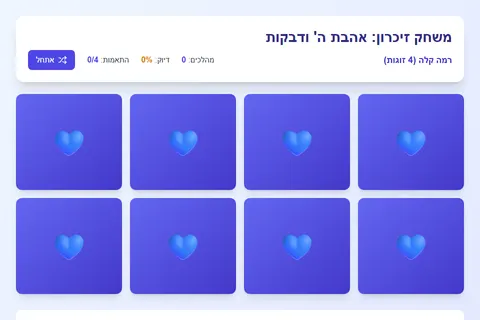 משחק זיכרון: אהבת ה' ודבקות
רמה קלה (4 זוגות)
מהלכים: 0 דיוק: 0% התאמות: 0/4 אתחל